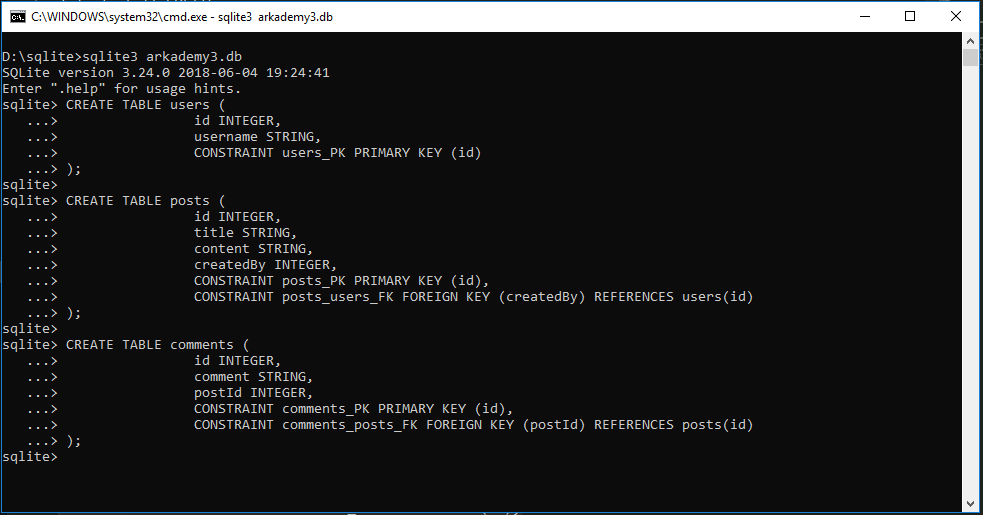 C:\WINDOWS\system32\cmd.exe - sqlite3  arkademy3.db
D:\sqlite>sqlite3 arkademy3.db
SQLite version 3.24.0 2018-06-04 19:24:41
Enter ".help" for usage hints.
sqlite> CREATE TABLE users (
   ...>                 id INTEGER,
   ...>                 username STRING,
   ...>                 CONSTRAINT users_PK PRIMARY KEY (id)
   ...> );
sqlite>
sqlite> CREATE TABLE posts (
   ...>                 id INTEGER,
   ...>                 title STRING,
   ...>                 content STRING,
   ...>                 createdBy INTEGER,
   ...>                 CONSTRAINT posts_PK PRIMARY KEY (id),
   ...>                 CONSTRAINT posts_users_FK FOREIGN KEY (createdBy) REFERENCES users(id)
   ...> );
sqlite>
sqlite> CREATE TABLE comments (
   ...>                 id INTEGER,
   ...>                 comment STRING,
   ...>                 postId INTEGER,
   ...>                 CONSTRAINT comments_PK PRIMARY KEY (id),
   ...>                 CONSTRAINT comments_posts_FK FOREIGN KEY (postId) REFERENCES posts(id)
   ...> );
sqlite>